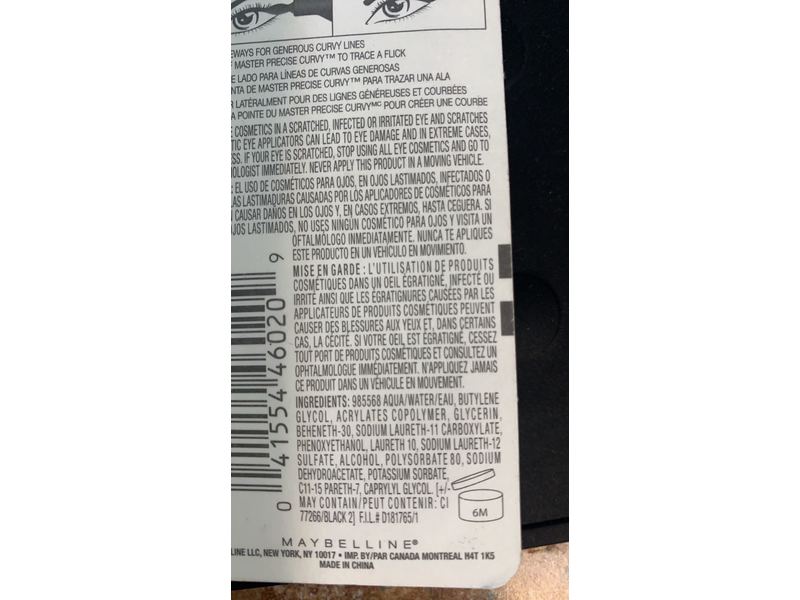 EWAYS FOR GENEROUS CURVY LINES
F MASTER PRECISE CURVY™ TO TRACE A FLICK
E LADO PARA LÍNEAS DE CURVAS GENEROSAS
NTA DE MASTER PRECISE CURVY™ PARA TRAZAR UNA ALA
R LATÉRALMENT POUR DES LIGNES GÉNÉREUSES ET COURBÉES
A POINTE DU MASTER PRECISE CURVYMC POUR CRÉER UNE COURBE
E COSMETICS IN A SCRATCHED, INFECTED OR IRRITATED EYE AND SCRATCHES
TIC EYE APPLICATORS CAN LEAD TO EYE DAMAGE AND IN EXTREME CASES,
SS. IF YOUR EYE IS SCRATCHED, STOP USING ALL EYE COSMETICS AND GO TO
OLOGIST IMMEDIATELY. NEVER APPLY THIS PRODUCT IN A MOVING VEHICLE.
: EL USO DE COSMÉTICOS PARA OJOS, EN OJOS LASTIMADOS, INFECTADOS O
LAS LASTIMADURAS CAUSADAS POR LOS APLICADORES DE COSMÉTICOS PARA
N CAUSAR DAÑOS EN LOS OJOS Y, EN CASOS EXTREMOS, HASTA CEGUERA. SI
JOS LASTIMADOS, NO USES NINGÚN COSMÉTICO PARA OJOS Y VISITA UN
OFTALMÓLOGO INMEDIATAMENTE. NUNCA TE APLIQUES
ESTE PRODUCTO EN UN VEHÍCULO EN MOVIMIENTO.
MISE EN GARDE : L'UTILISATION DE PRODUITS
COSMÉTIQUES DANS UN OEIL ÉGRATIGNÉ, INFECTÉ OU
IRRITÉ AINSI QUE LES ÉGRATIGNURES CAUSÉES PAR LES
APPLICATEURS DE PRODUITS COSMÉTIQUES PEUVENT
CAUSER DES BLESSURES AUX YEUX ET, DANS CERTAINS
CAS, LA CÉCITÉ. SI VOTRE OEIL EST ÉGRATIGNÉ, CESSEZ
TOUT PORT DE PRODUITS COSMÉTIQUES ET CONSULTEZ UN
OPHTALMOLOGUE IMMÉDIATEMENT. N'APPLIQUEZ JAMAIS
CE PRODUIT DANS UN VÉHICULE EN MOUVEMENT.
INGREDIENTS: 985568 AQUA/WATER/EAU, BUTYLENE
GLYCOL, ACRYLATES COPOLYMER, GLYCERIN,
BEHENETH-30, SODIUM LAURETH-11 CARBOXYLATE,
PHENOXYETHANOL, LAURETH 10, SODIUM LAURETH-12
SULFATE, ALCOHOL, POLYSORBATE 80, SODIUM
DEHYDROACETATE, POTASSIUM SORBATE,
C11-15 PARETH-7, CAPRYLYL GLYCOL. [+/-
MAY CONTAIN/PEUT CONTENIR: CI
77266/BLACK 2] F.I.L.# D181765/1
6M
0 41554 46020 9
MAYBELLINE®
LINE LLC, NEW YORK, NY 10017 • IMP. BY/PAR CANADA MONTREAL H4T 1K5
MADE IN CHINA